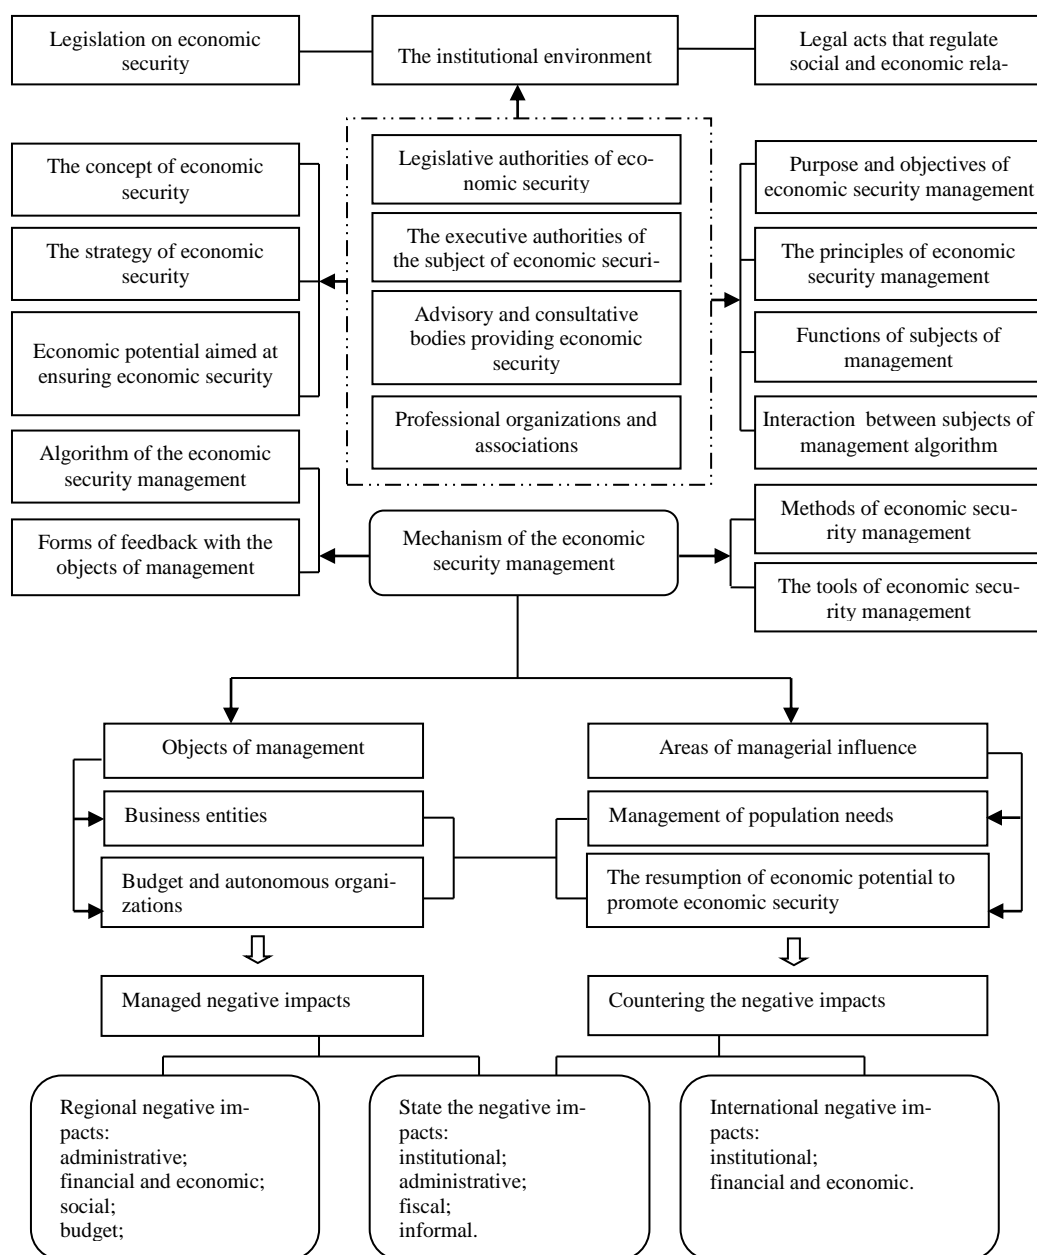 Legislation on economic
security
The institutional environment
Legal acts that regulate
social and economic rela-
The concept of economic
security
The strategy of economic
security
Economic potential aimed at
ensuring economic security
Legislative authorities of eco-
nomic security
The executive authorities of
the subject of economic securi-
Advisory and consultative
bodies providing economic
security
Professional organizations and
associations
Purpose and objectives of
economic security management
The principles of economic
security management
Functions of subjects of
management
Interaction between subjects of
management algorithm
Algorithm of the economic
security management
Forms of feedback with the
objects of management
Mechanism of the economic
security management
Methods of economic secu-
rity management
The tools of economic secu-
rity management
Objects of management
Business entities
Budget and autonomous organi-
zations
Areas of managerial influence
Management of population needs
The resumption of economic potential to
promote economic security
Managed negative impacts
Countering the negative impacts
Regional negative im-
pacts:
administrative;
financial and economic;
social;
budget;
State the negative im-
pacts:
institutional;
administrative;
fiscal;
informal.
International negative im-
pacts:
institutional;
financial and economic.